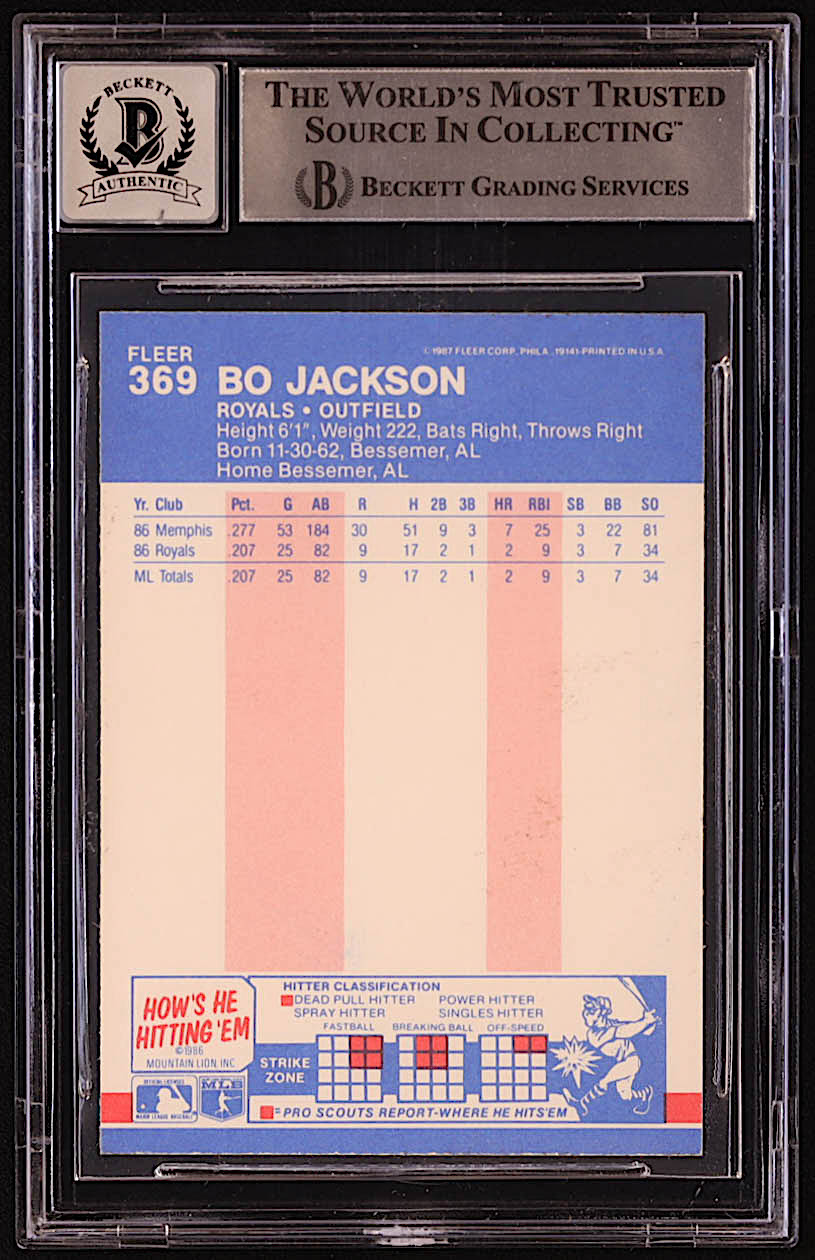 BECKETT
B
AUTHENTIC
THE WORLD'S MOST TRUSTED
SOURCE IN COLLECTING™
B BECKETT GRADING SERVICES
FLEER
©1987 FLEER CORP., PHILA. 19141-PRINTED IN U.S.A.
369 BO JACKSON
ROYALS • OUTFIELD
Height 6'1", Weight 222, Bats Right, Throws Right
Born 11-30-62, Bessemer, AL
Home Bessemer, AL
Yr. Club Pct. G AB R H 2B 3B HR RBI SB BB SO
86 Memphis .277 53 184 30 51 9 3 7 25 3 22 81
86 Royals .207 25 82 9 17 2 1 2 9 3 7 34
ML Totals .207 25 82 9 17 2 1 2 9 3 7 34
HOW'S HE
HITTING 'EM
©1986
MOUNTAIN LION, INC
HITTER CLASSIFICATION
DEAD PULL HITTER POWER HITTER
SPRAY HITTER SINGLES HITTER
FASTBALL BREAKING BALL OFF-SPEED
STRIKE
ZONE
=PRO SCOUTS REPORT-WHERE HE HITS'EM
OFFICIAL LICENSEE
MAJOR LEAGUE BASEBALL
MLB